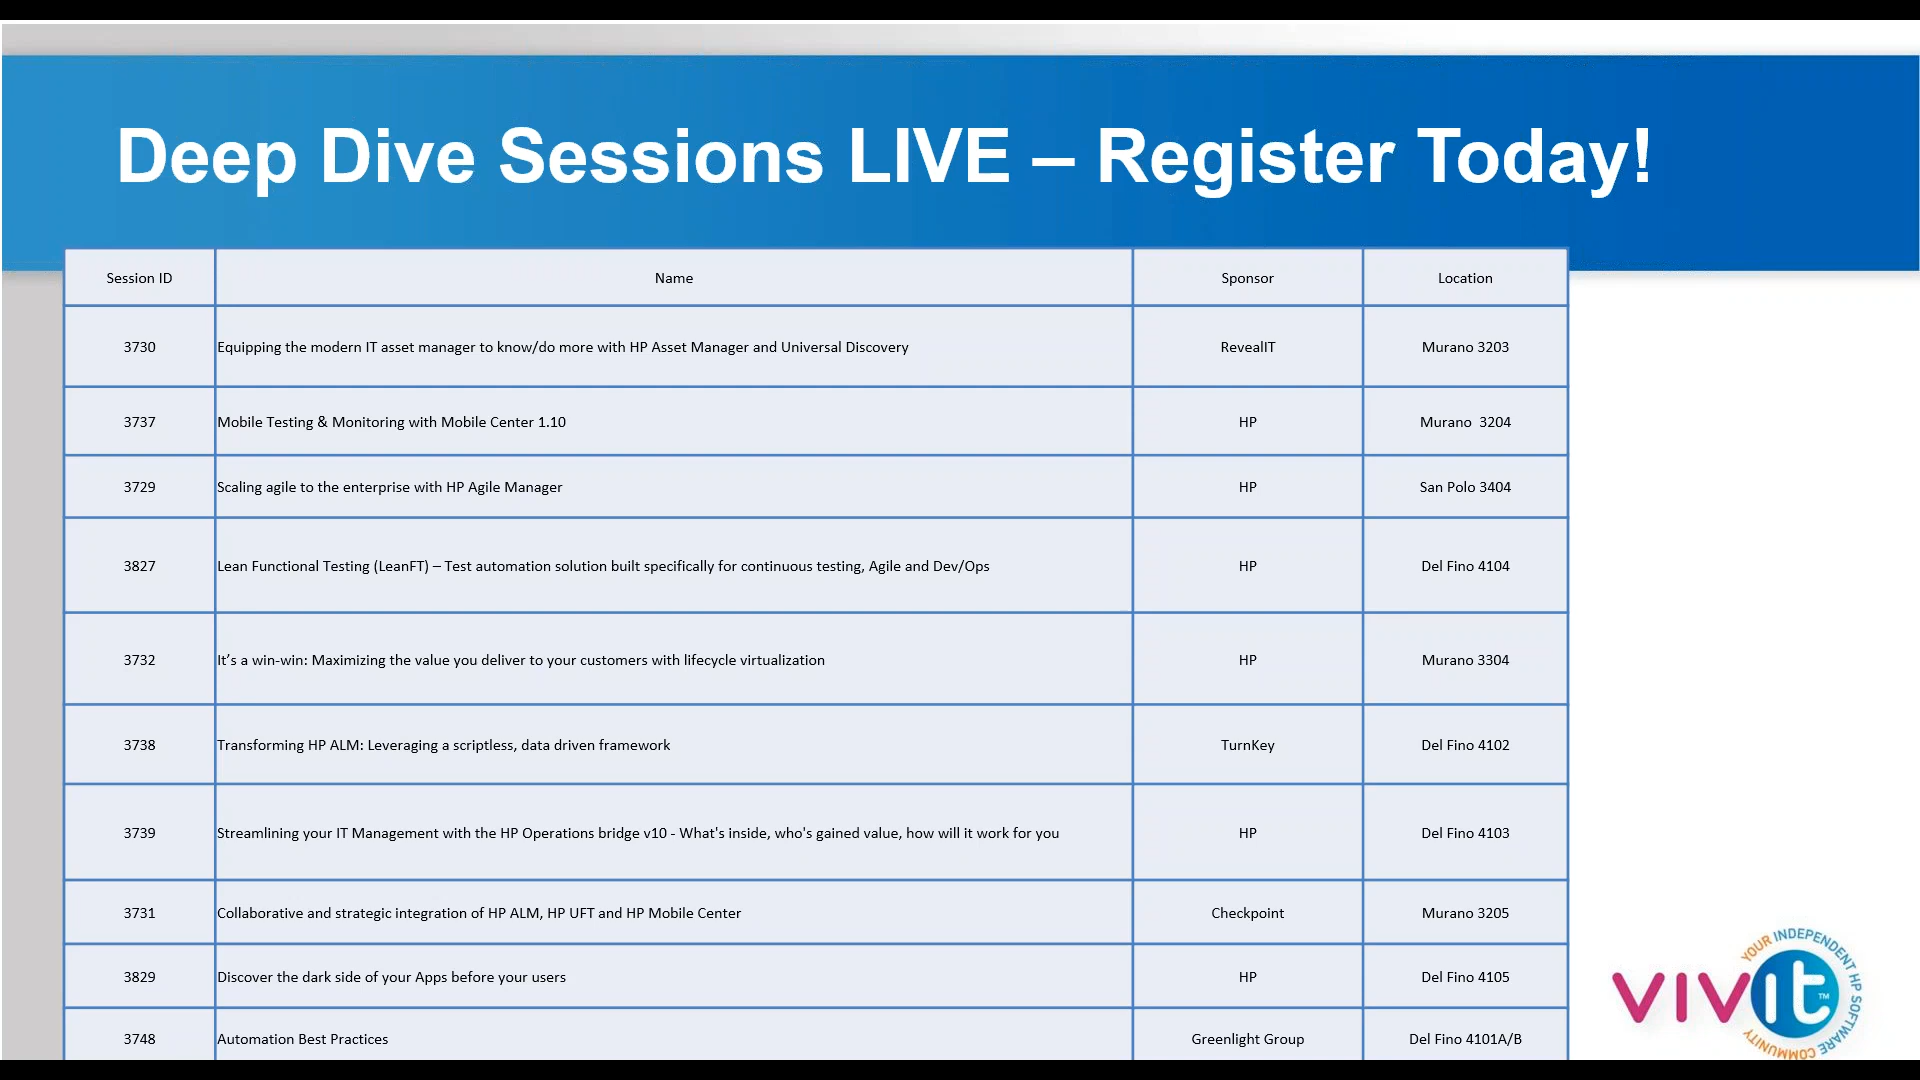 Deep Dive Sessions LIVE – Register Today!
Session ID Name Sponsor Location
3730 Equipping the modern IT asset manager to know/do more with HP Asset Manager and Universal Discovery RevealIT Murano 3203
3737 Mobile Testing & Monitoring with Mobile Center 1.10 HP Murano  3204
3729 Scaling agile to the enterprise with HP Agile Manager HP San Polo 3404
3827 Lean Functional Testing (LeanFT) – Test automation solution built specifically for continuous testing, Agile and Dev/Ops HP Del Fino 4104
3732 It’s a win-win: Maximizing the value you deliver to your customers with lifecycle virtualization HP Murano 3304
3738 Transforming HP ALM: Leveraging a scriptless, data driven framework TurnKey Del Fino 4102
3739 Streamlining your IT Management with the HP Operations bridge v10 - What's inside, who's gained value, how will it work for you HP Del Fino 4103
3731 Collaborative and strategic integration of HP ALM, HP UFT and HP Mobile Center Checkpoint Murano 3205
3829 Discover the dark side of your Apps before your users HP Del Fino 4105
3748 Automation Best Practices Greenlight Group Del Fino 4101A/B
vivit™
YOUR INDEPENDENT HP SOFTWARE COMMUNITY